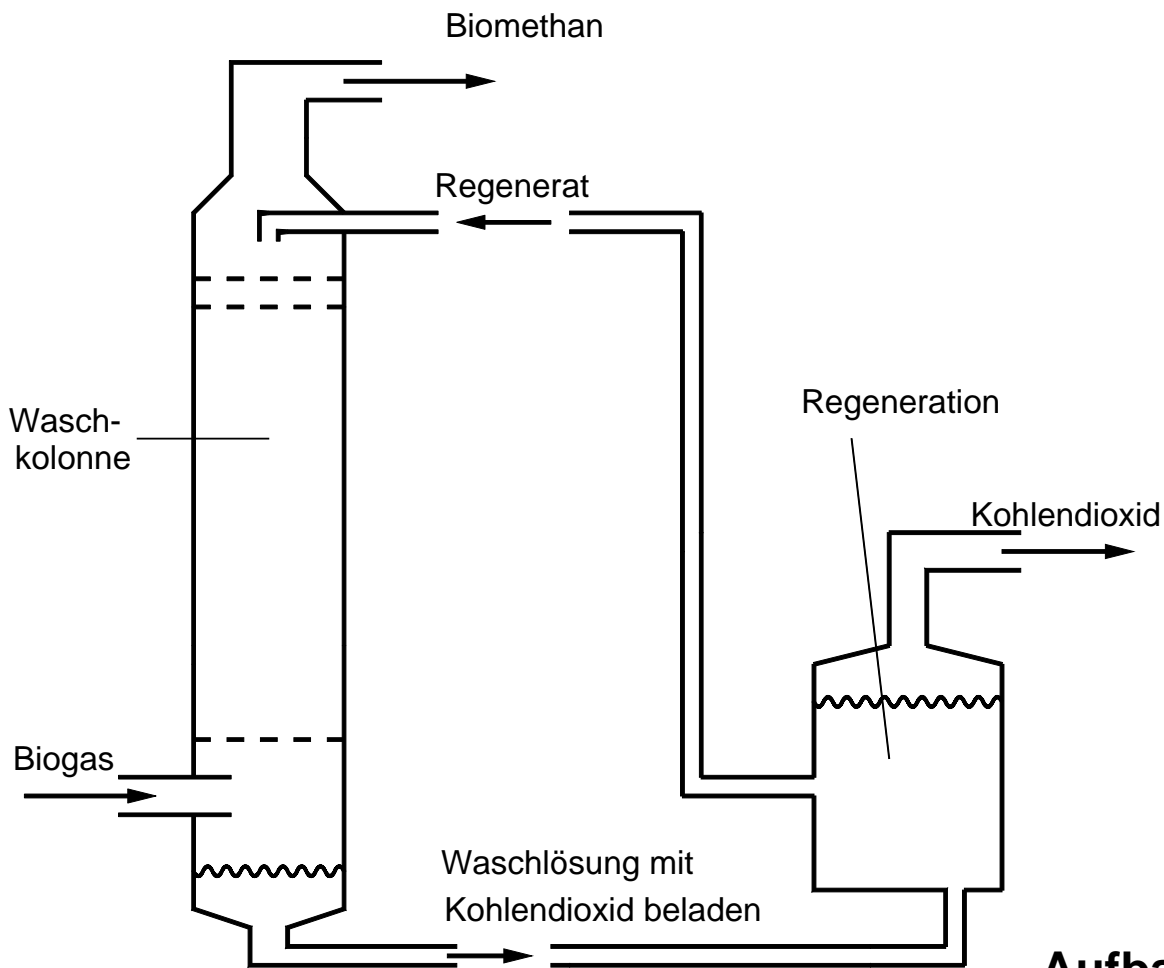 Biomethan
Regenerat
Regeneration
Wasch-
kolonne
Kohlendioxid
Biogas
Waschlösung mit
Kohlendioxid beladen